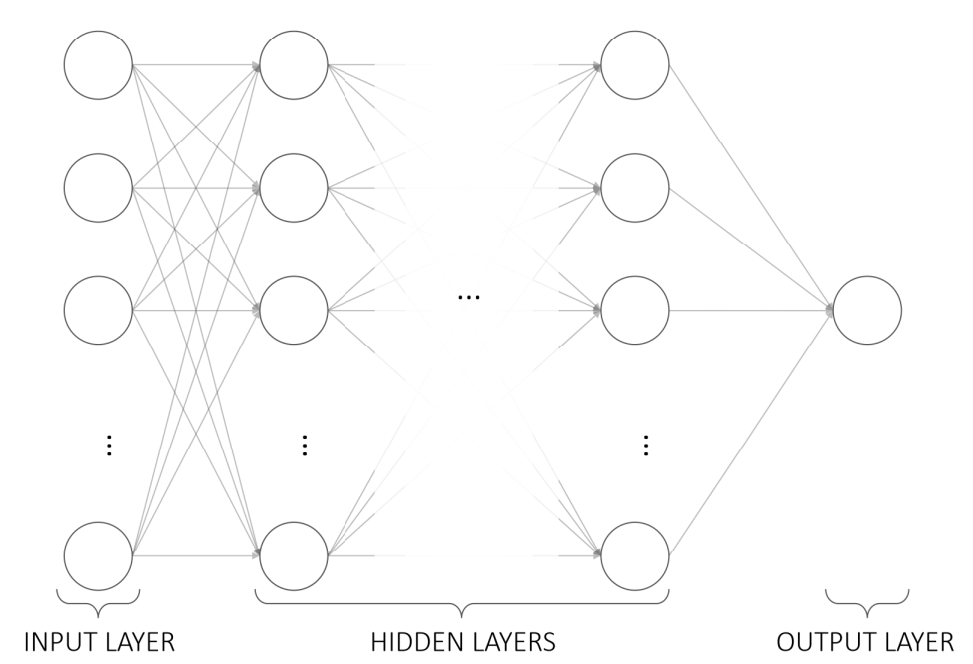 ...
INPUT LAYER
HIDDEN LAYERS
OUTPUT LAYER